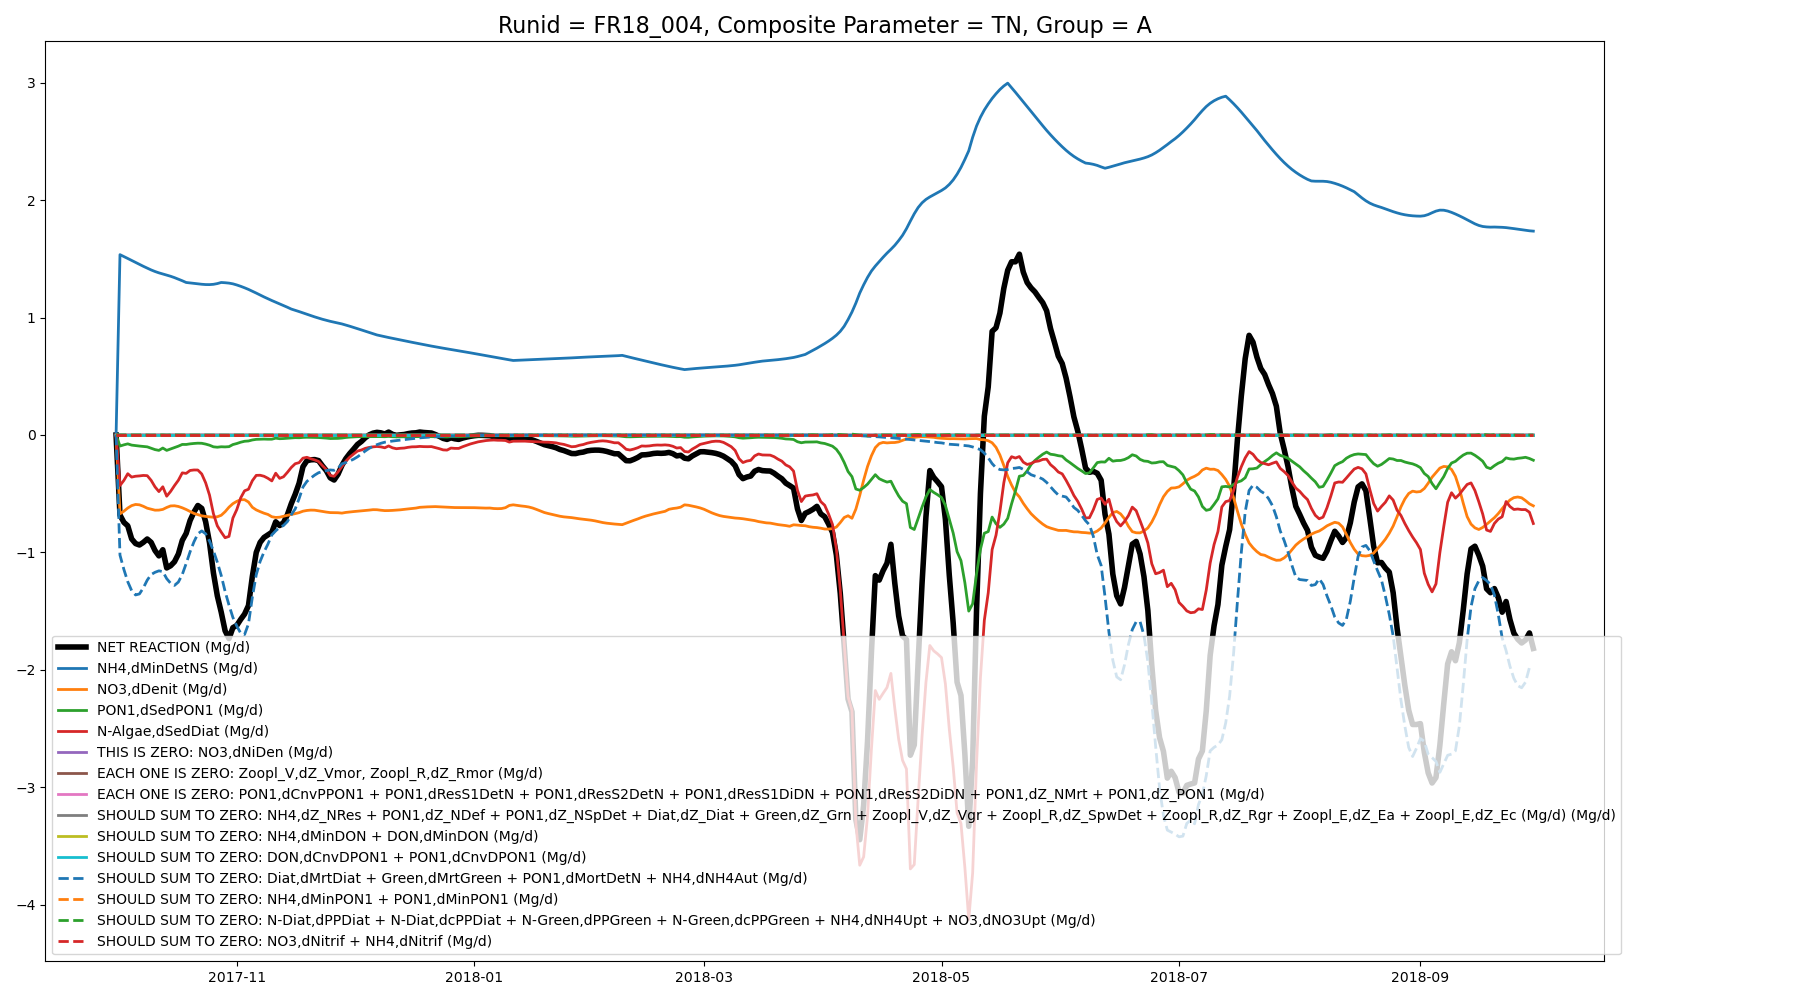 Runid = FR18_004, Composite Parameter = TN, Group = A
3
2
1
0
−1
−2
−3
−4
NET REACTION (Mg/d)
NH4,dMinDetNS (Mg/d)
NO3,dDenit (Mg/d)
PON1,dSedPON1 (Mg/d)
N-Algae,dSedDiat (Mg/d)
THIS IS ZERO: NO3,dNiDen (Mg/d)
EACH ONE IS ZERO: Zoopl_V,dZ_Vmor, Zoopl_R,dZ_Rmor (Mg/d)
EACH ONE IS ZERO: PON1,dCnvPPON1 + PON1,dResS1DetN + PON1,dResS2DetN + PON1,dResS1DiDN + PON1,dResS2DiDN + PON1,dZ_NMrt + PON1,dZ_PON1 (Mg/d)
SHOULD SUM TO ZERO: NH4,dZ_NRes + PON1,dZ_NDef + PON1,dZ_NSpDet + Diat,dZ_Diat + Green,dZ_Grn + Zoopl_V,dZ_Vgr + Zoopl_R,dZ_SpwDet + Zoopl_R,dZ_Rgr + Zoopl_E,dZ_Ea + Zoopl_E,dZ_Ec (Mg/d) (Mg/d)
SHOULD SUM TO ZERO: NH4,dMinDON + DON,dMinDON (Mg/d)
SHOULD SUM TO ZERO: DON,dCnvDPON1 + PON1,dCnvDPON1 (Mg/d)
SHOULD SUM TO ZERO: Diat,dMrtDiat + Green,dMrtGreen + PON1,dMortDetN + NH4,dNH4Aut (Mg/d)
SHOULD SUM TO ZERO: NH4,dMinPON1 + PON1,dMinPON1 (Mg/d)
SHOULD SUM TO ZERO: N-Diat,dPPDiat + N-Diat,dcPPDiat + N-Green,dPPGreen + N-Green,dcPPGreen + NH4,dNH4Upt + NO3,dNO3Upt (Mg/d)
SHOULD SUM TO ZERO: NO3,dNitrif + NH4,dNitrif (Mg/d)
2017-11
2018-01
2018-03
2018-05
2018-07
2018-09